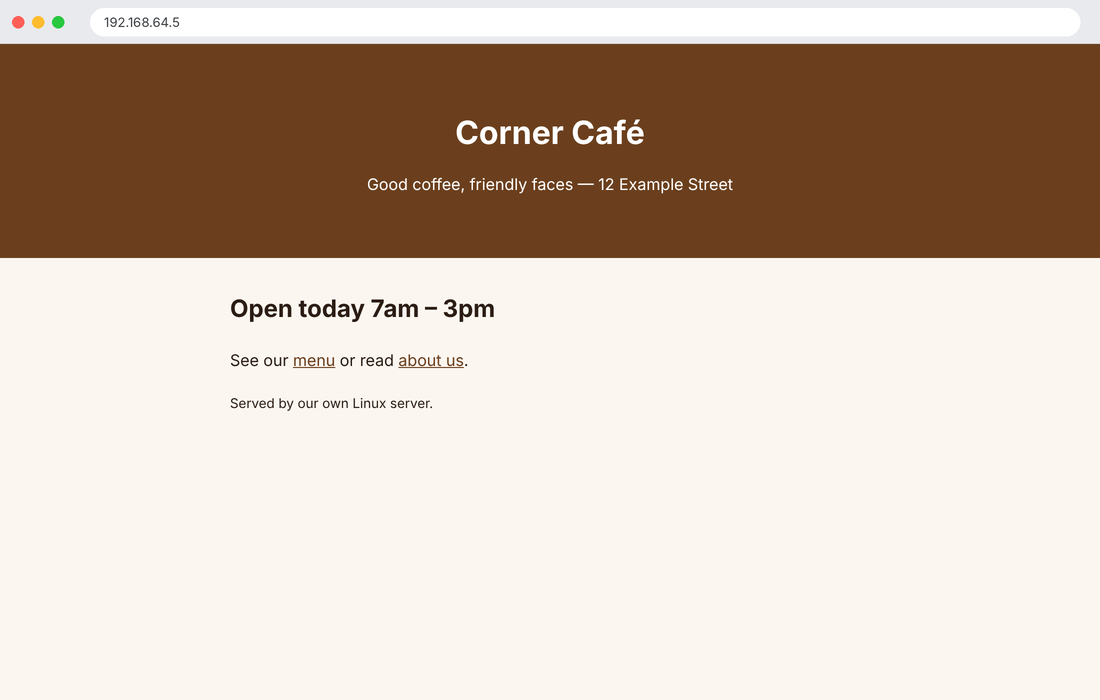 192.168.64.5
Corner Café
Good coffee, friendly faces — 12 Example Street
Open today 7am – 3pm
See our menu or read about us.
Served by our own Linux server.